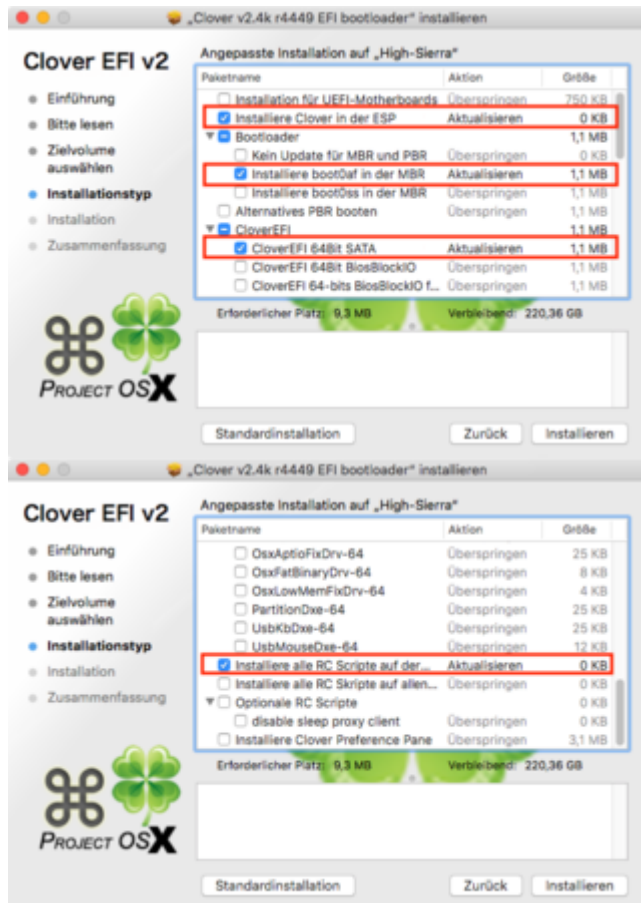 „Clover v2.4k r4449 EFI bootloader“ installieren
Clover EFI v2
Angepasste Installation auf „High-Sierra“
Paketname Aktion Größe
Einführung
Bitte lesen
Zielvolume
auswählen
Installationstyp
Installation
Zusammenfassung
Installation für UEFI-Motherboards Überspringen 750 KB
Installiere Clover in der ESP Aktualisieren 0 KB
Bootloader 1,1 MB
Kein Update für MBR und PBR Überspringen 0 KB
Installiere boot0af in der MBR Aktualisieren 1,1 MB
Installiere boot0ss in der MBR Überspringen 1,1 MB
Alternatives PBR booten Überspringen 1,1 MB
CloverEFI 1,1 MB
CloverEFI 64Bit SATA Aktualisieren 1,1 MB
CloverEFI 64Bit BiosBlockIO Überspringen 1,1 MB
CloverEFI 64-bits BiosBlockIO f... Überspringen 1,1 MB
Erforderlicher Platz: 9,3 MB Verbleibend: 220,36 GB
PROJECT OSX
Standardinstallation Zurück Installieren
„Clover v2.4k r4449 EFI bootloader“ installieren
Clover EFI v2
Angepasste Installation auf „High-Sierra“
Paketname Aktion Größe
Einführung
Bitte lesen
Zielvolume
auswählen
Installationstyp
Installation
Zusammenfassung
OsxAptioFixDrv-64 Überspringen 25 KB
OsxFatBinaryDrv-64 Überspringen 8 KB
OsxLowMemFixDrv-64 Überspringen 4 KB
PartitionDxe-64 Überspringen 25 KB
UsbKbDxe-64 Überspringen 25 KB
UsbMouseDxe-64 Überspringen 12 KB
Installiere alle RC Scripte auf der... Aktualisieren 0 KB
Installiere alle RC Skripte auf allen... Überspringen 0 KB
Optionale RC Scripte 0 KB
disable sleep proxy client Überspringen 0 KB
Installiere Clover Preference Pane Überspringen 3,1 MB
Erforderlicher Platz: 9,3 MB Verbleibend: 220,36 GB
PROJECT OSX
Standardinstallation Zurück Installieren